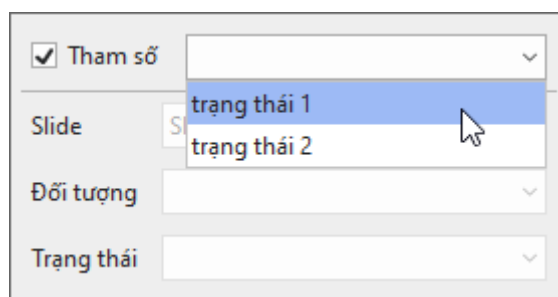 Tham số
trạng thái 1
Slide
trạng thái 2
Đối tượng
Trạng thái